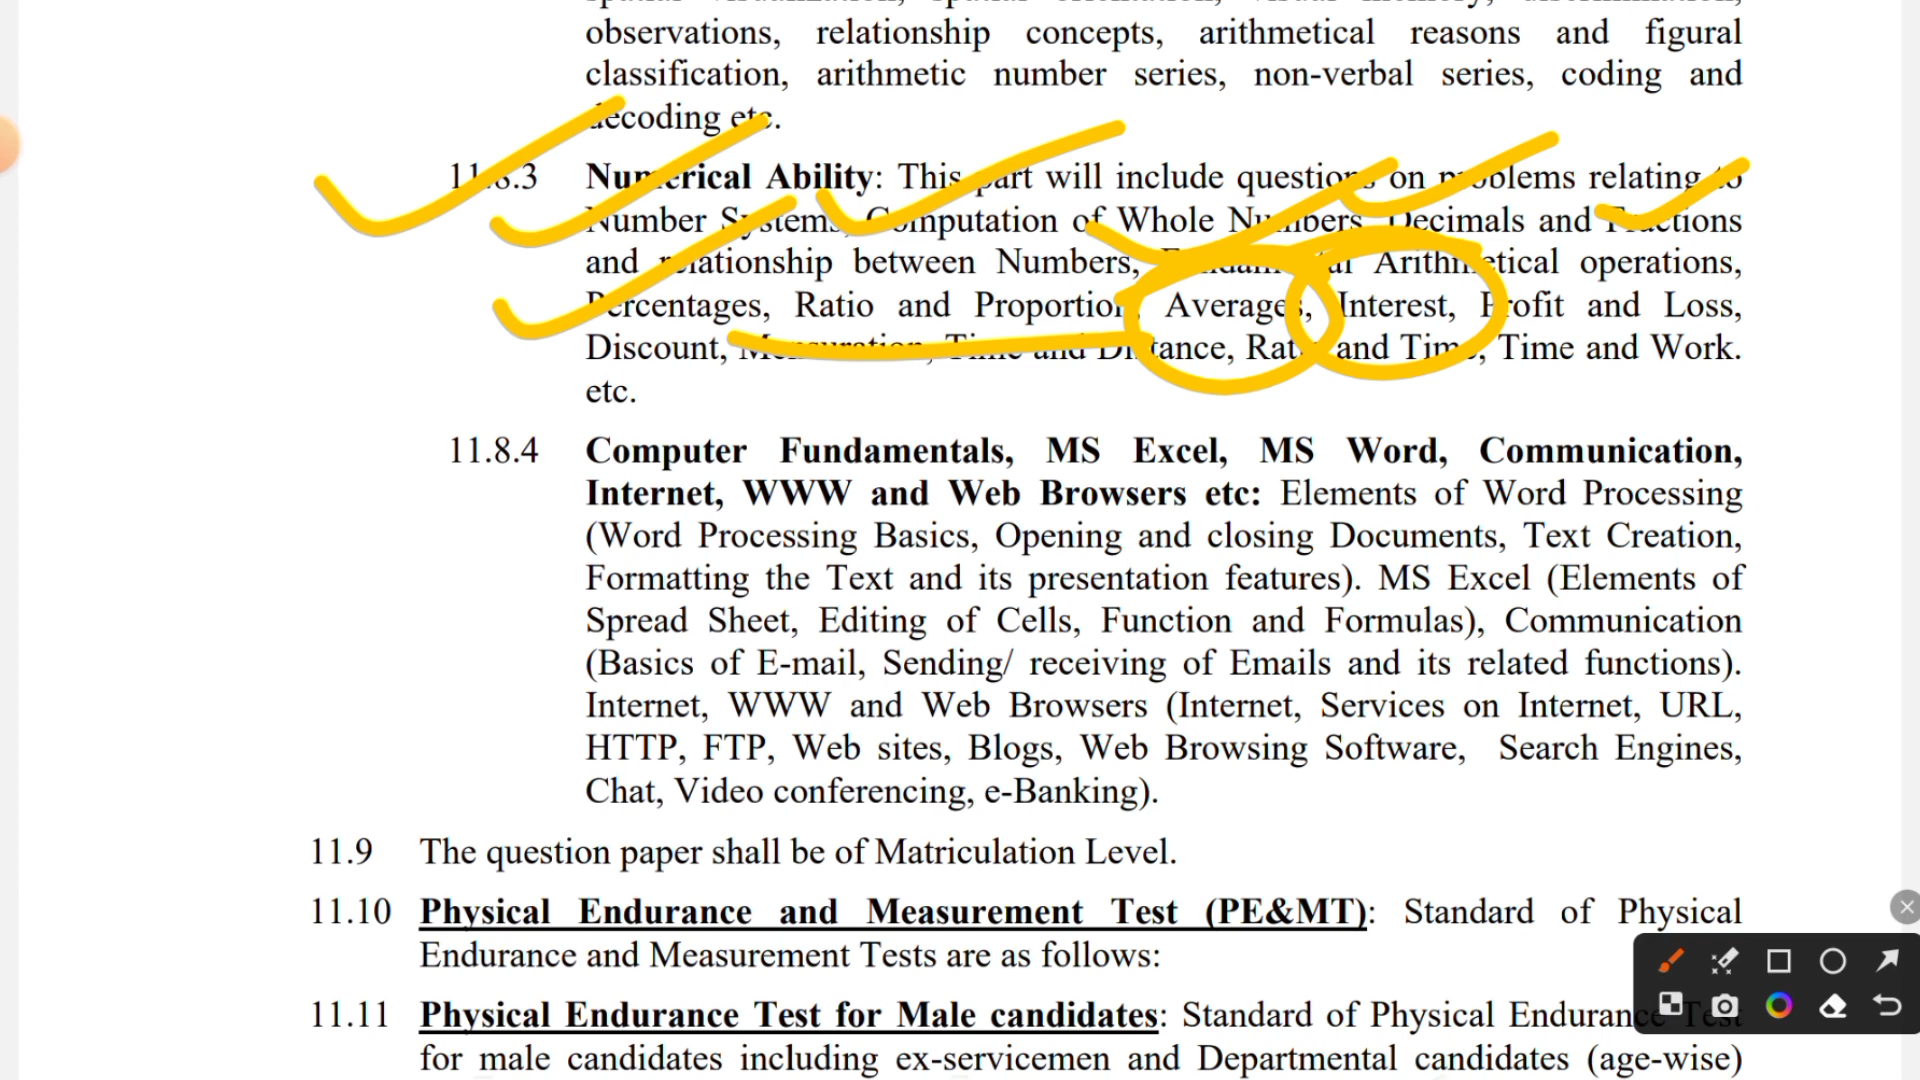 observations, relationship concepts, arithmetical reasons and figural
classification, arithmetic number series, non-verbal series, coding and
decoding etc.
11.8.3 Numerical Ability: This part will include questions on problems relating to
Number Systems, Computation of Whole Numbers, Decimals and Fractions
and relationship between Numbers, Fundamental Arithmetical operations,
Percentages, Ratio and Proportion, Averages, Interest, Profit and Loss,
Discount, Mensuration, Time and Distance, Ratio and Time, Time and Work.
etc.
11.8.4 Computer Fundamentals, MS Excel, MS Word, Communication,
Internet, WWW and Web Browsers etc: Elements of Word Processing
(Word Processing Basics, Opening and closing Documents, Text Creation,
Formatting the Text and its presentation features). MS Excel (Elements of
Spread Sheet, Editing of Cells, Function and Formulas), Communication
(Basics of E-mail, Sending/ receiving of Emails and its related functions).
Internet, WWW and Web Browsers (Internet, Services on Internet, URL,
HTTP, FTP, Web sites, Blogs, Web Browsing Software, Search Engines,
Chat, Video conferencing, e-Banking).
11.9 The question paper shall be of Matriculation Level.
11.10 Physical Endurance and Measurement Test (PE&MT): Standard of Physical
Endurance and Measurement Tests are as follows:
11.11 Physical Endurance Test for Male candidates: Standard of Physical Endurance Test
for male candidates including ex-servicemen and Departmental candidates (age-wise)